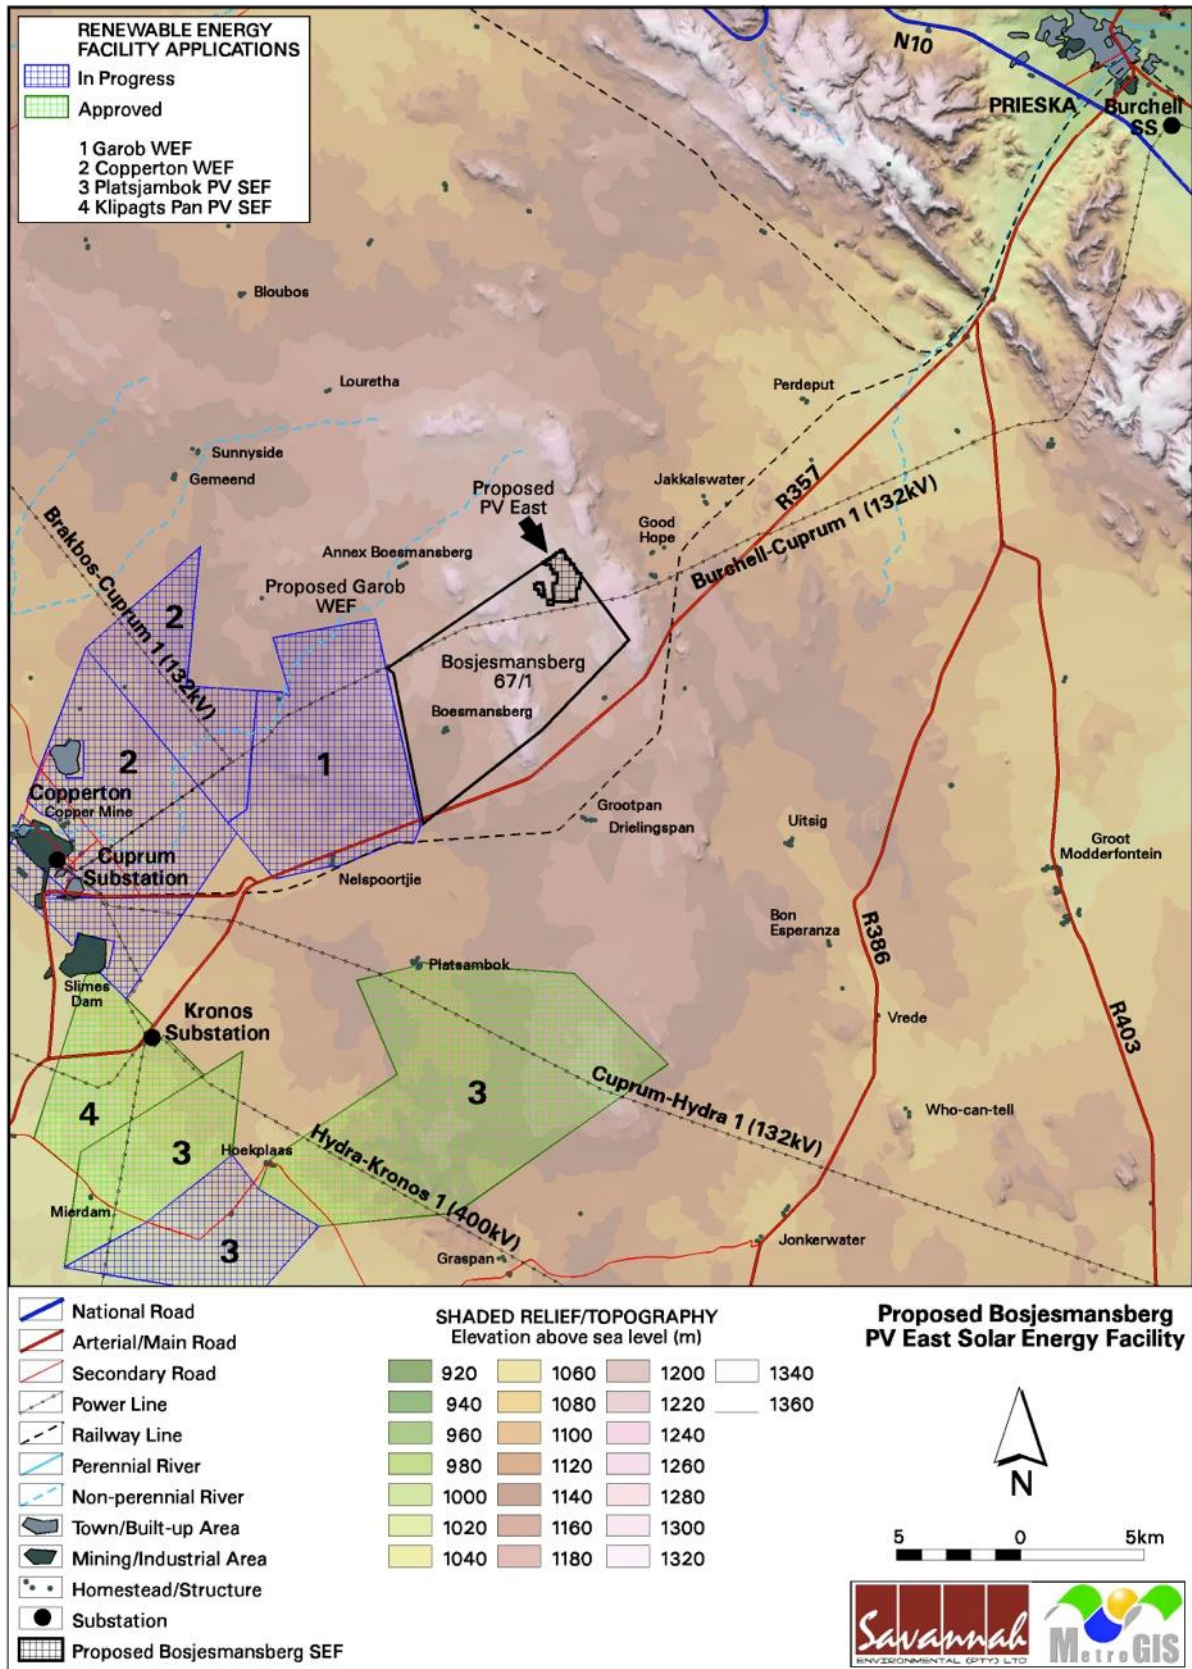 RENEWABLE ENERGY
FACILITY APPLICATIONS
In Progress
Approved
1 Garob WEF
2 Copperton WEF
3 Platsjambok PV SEF
4 Klipagts Pan PV SEF
N10
PRIESKA
Burchell
SS
Bloubos
Louretha
Perdeput
Sunnyside
Gemeend
Jakkalswater
R357
Proposed
PV East
Good
Hope
Burchell-Cuprum 1 (132kV)
Brakbos-Cuprum 1 (132kV)
Annex Boesmansberg
Proposed Garob
WEF
2
Bosjesmansberg
67/1
Boesmansberg
2
1
Copperton
Copper Mine
Grootpan
Drielingspan
Uitsig
Groot
Modderfontein
Cuprum
Substation
Nelspoortjie
Bon
Esperanza
R386
Platsambok
Slimes
Dam
Kronos
Substation
Vrede
R403
3
Cuprum-Hydra 1 (132kV)
Who-can-tell
4
3
Hoekplaas
Hydra-Kronos 1 (400kV)
Mierdam
3
Graspan
Jonkerwater
National Road
Arterial/Main Road
Secondary Road
Power Line
Railway Line
Perennial River
Non-perennial River
Town/Built-up Area
Mining/Industrial Area
Homestead/Structure
Substation
Proposed Bosjesmansberg SEF
SHADED RELIEF/TOPOGRAPHY
Elevation above sea level (m)
920 1060 1200 1340
940 1080 1220 1360
960 1100 1240
980 1120 1260
1000 1140 1280
1020 1160 1300
1040 1180 1320
Proposed Bosjesmansberg
PV East Solar Energy Facility
N
5 0 5km
Savannah
ENVIRONMENTAL (PTY) LTD
MetroGIS